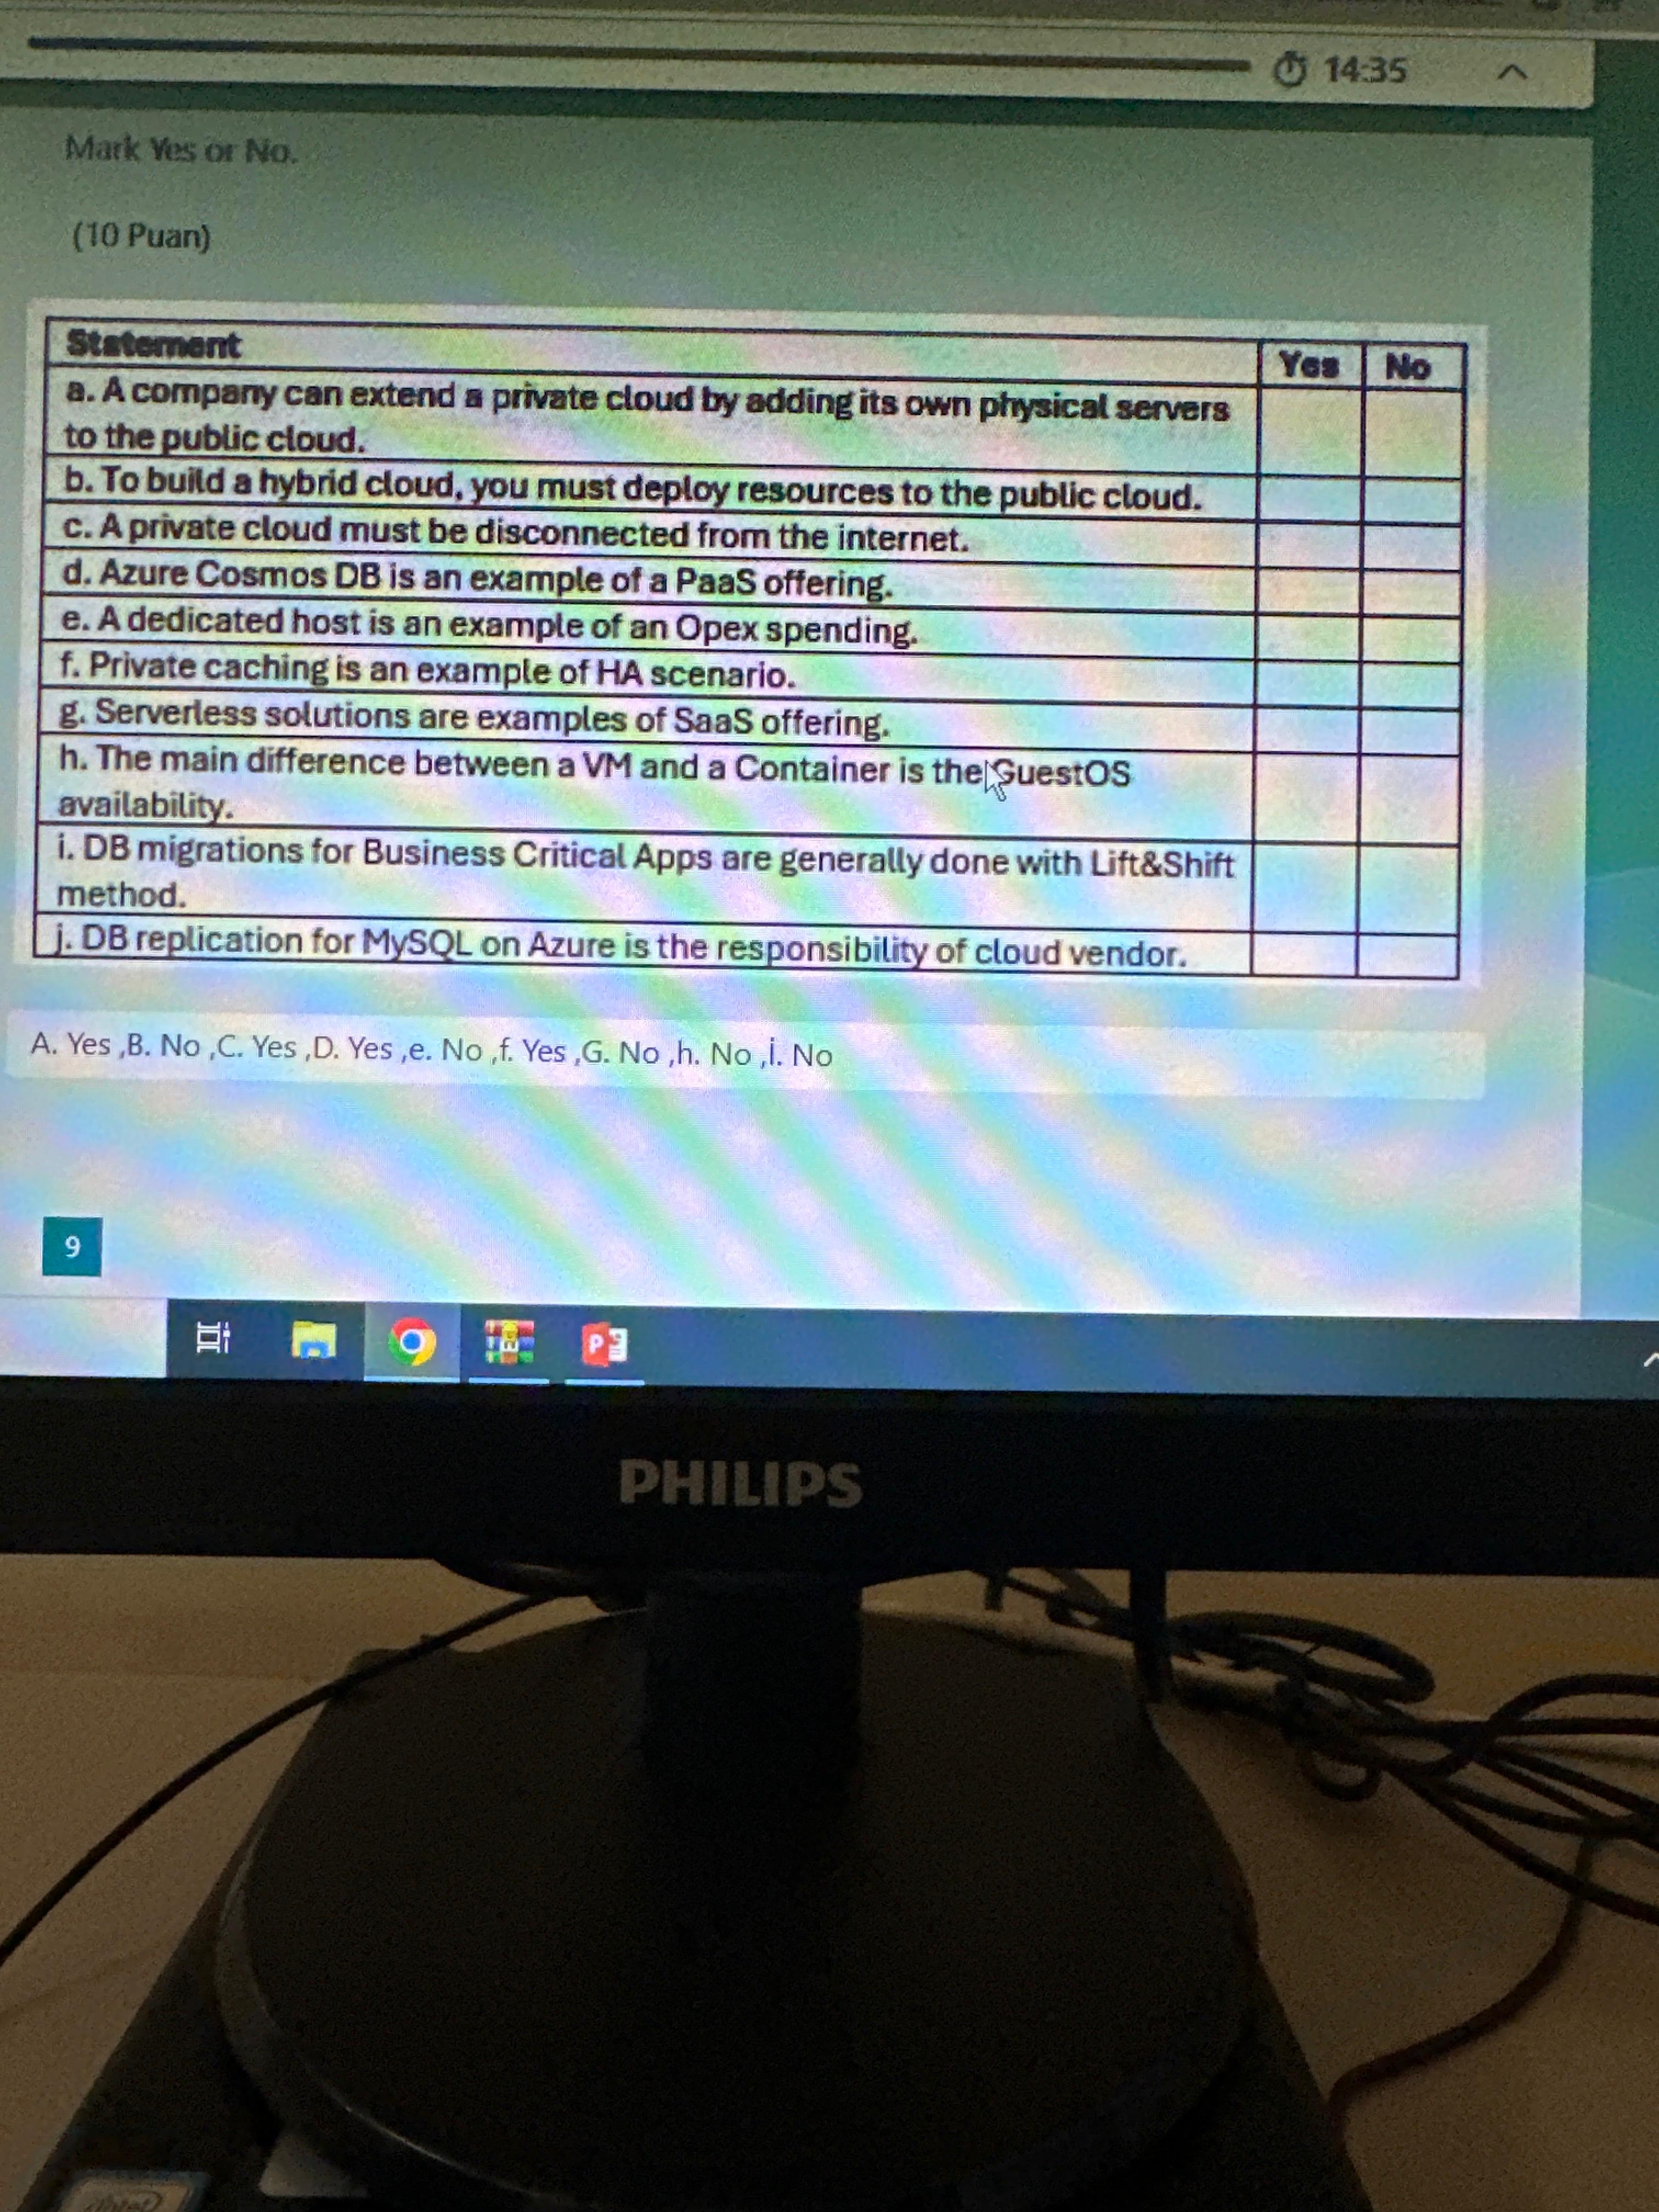 14:35
Mark Yes or No.
(10 Puan)
Statement Yes No
a. A company can extend a private cloud by adding its own physical servers
to the public cloud.
b. To build a hybrid cloud, you must deploy resources to the public cloud.
c. A private cloud must be disconnected from the internet.
d. Azure Cosmos DB is an example of a PaaS offering.
e. A dedicated host is an example of an Opex spending.
f. Private caching is an example of HA scenario.
g. Serverless solutions are examples of SaaS offering.
h. The main difference between a VM and a Container is the GuestOS
availability.
i. DB migrations for Business Critical Apps are generally done with Lift&Shift
method.
j. DB replication for MySQL on Azure is the responsibility of cloud vendor.
A. Yes ,B. No ,C. Yes ,D. Yes ,e. No ,f. Yes ,G. No ,h. No ,İ. No
9
PHILIPS